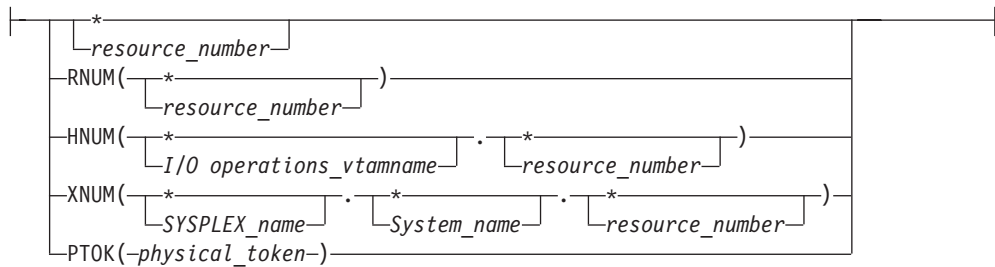 *
resource_number
RNUM( * )
resource_number
HNUM( * . * )
I/O operations_vtamname resource_number
XNUM( * . * . * )
SYSPLEX_name System_name resource_number
PTOK( physical_token )